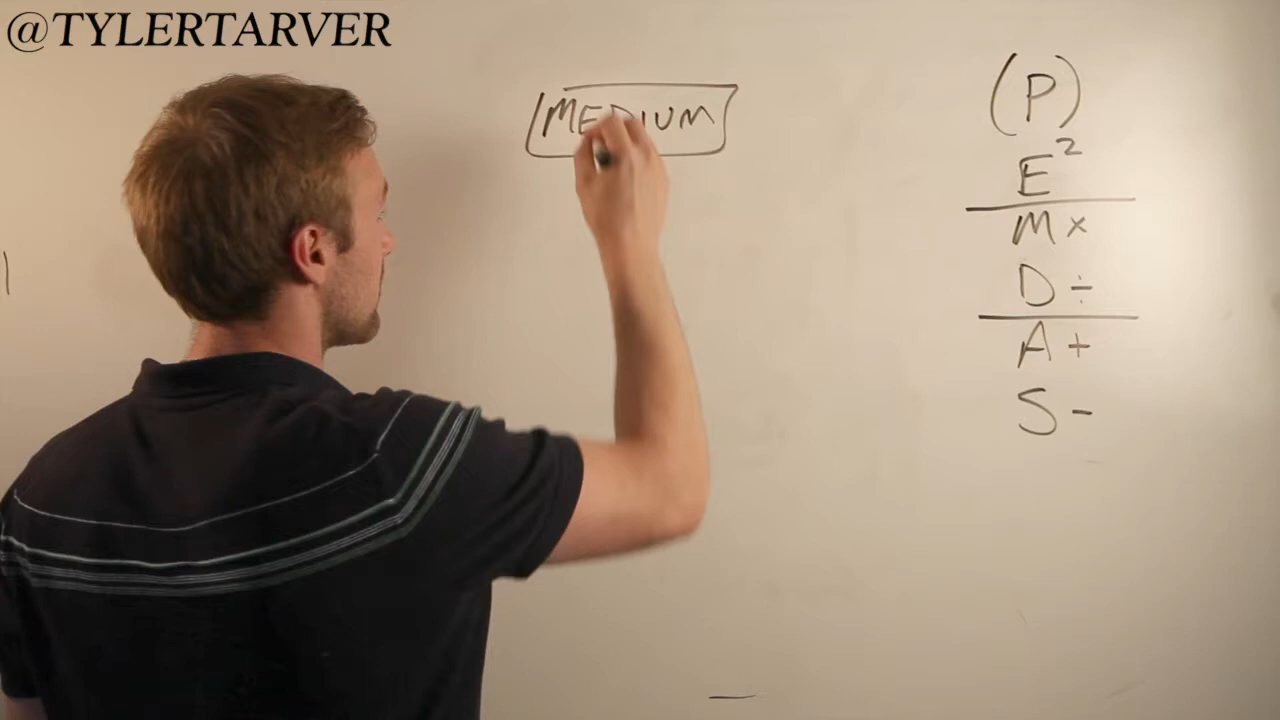 @TYLERTARVER
MEDIUM
(P)
E²
M ×
D ÷
A +
S -